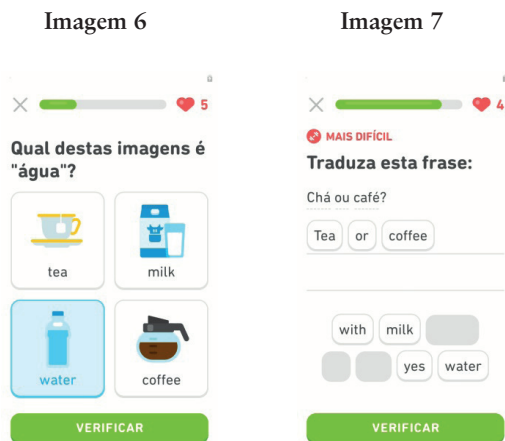 Imagem 6
5
Qual destas imagens é
"água"?
tea
milk
water
coffee
VERIFICAR
Imagem 7
4
MAIS DIFÍCIL
Traduza esta frase:
Chá ou café?
Tea or coffee
with milk
yes water
VERIFICAR